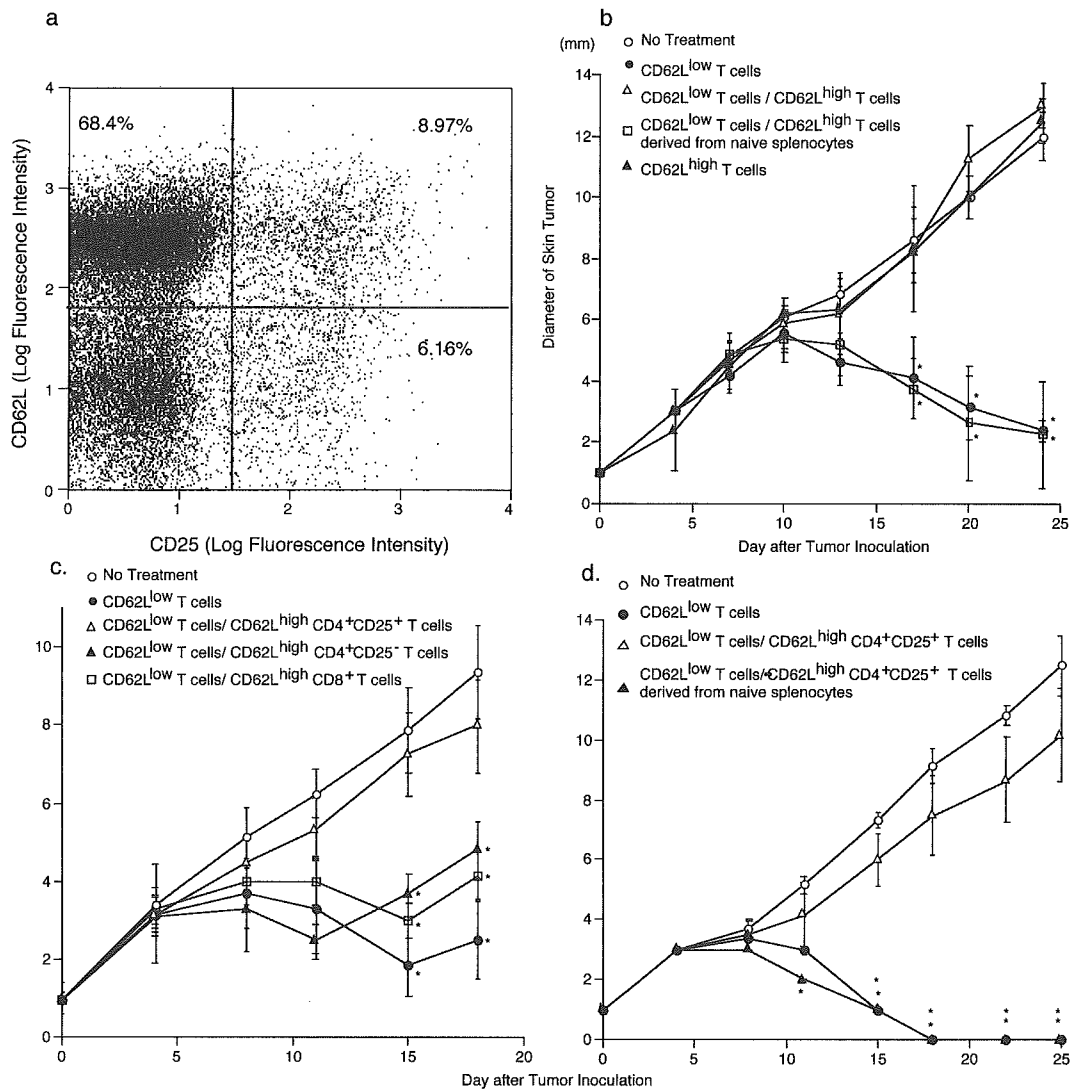 a
CD62L (Log Fluorescence Intensity)
4
3
2
1
0
68.4%
8.97%
6.16%
0 1 2 3 4
CD25 (Log Fluorescence Intensity)
b
(mm)
No Treatment
CD62Llow T cells
CD62Llow T cells / CD62Lhigh T cells
CD62Llow T cells / CD62Lhigh T cells
derived from naive splenocytes
CD62Lhigh T cells
Diameter of Skin Tumor
14
12
10
8
6
4
2
0
* * * * * *
0 5 10 15 20 25
Day after Tumor Inoculation
c.
No Treatment
CD62Llow T cells
CD62Llow T cells/ CD62Lhigh CD4+CD25+ T cells
CD62Llow T cells/ CD62Lhigh CD4+CD25- T cells
CD62Llow T cells/ CD62Lhigh CD8+ T cells
10
8
6
4
2
0
* * * * * *
0 5 10 15 20
d.
No Treatment
CD62Llow T cells
CD62Llow T cells/ CD62Lhigh CD4+CD25+ T cells
CD62Llow T cells/•CD62Lhigh CD4+CD25+ T cells
derived from naive splenocytes
14
12
10
8
6
4
2
0
* * * * * * * * *
0 5 10 15 20 25
Day after Tumor Inoculation